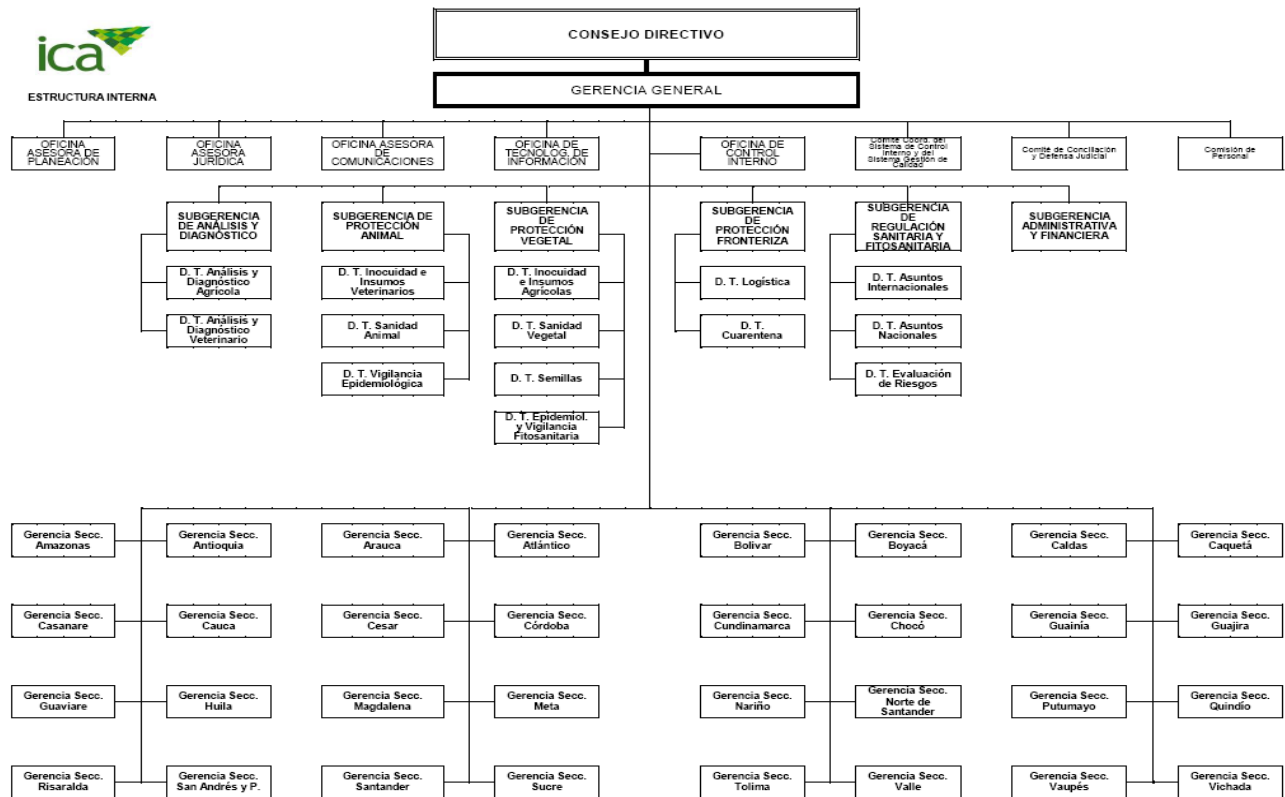 ica
ESTRUCTURA INTERNA
CONSEJO DIRECTIVO
GERENCIA GENERAL
OFICINA
ASESORA DE
PLANEACIÓN
OFICINA
ASESORA
JURÍDICA
OFICINA ASESORA
DE
COMUNICACIONES
OFICINA DE
TECNOLOG. DE
INFORMACIÓN
OFICINA DE
CONTROL
INTERNO
Comité Coord. del
Sistema de Control
Interno y del
Sistema Gestión de
Calidad
Comité de Conciliación
y Defensa Judicial
Comisión de
Personal
SUBGERENCIA
DE ANÁLISIS Y
DIAGNÓSTICO
SUBGERENCIA DE
PROTECCIÓN
ANIMAL
SUBGERENCIA
DE
PROTECCIÓN
VEGETAL
SUBGERENCIA
DE
PROTECCIÓN
FRONTERIZA
SUBGERENCIA
DE
REGULACIÓN
SANITARIA Y
FITOSANITARIA
SUBGERENCIA
ADMINISTRATIVA
Y FINANCIERA
D. T. Análisis y
Diagnóstico
Agrícola
D. T. Inocuidad e
Insumos
Veterinarios
D. T. Inocuidad
e Insumos
Agrícolas
D. T. Logística
D. T. Asuntos
Internacionales
D. T. Análisis y
Diagnóstico
Veterinario
D. T. Sanidad
Animal
D. T. Sanidad
Vegetal
D. T.
Cuarentena
D. T. Asuntos
Nacionales
D. T. Vigilancia
Epidemiológica
D. T. Semillas
D. T. Evaluación
de Riesgos
D. T. Epidemiol.
y Vigilancia
Fitosanitaria
Gerencia Secc.
Amazonas
Gerencia Secc.
Antioquia
Gerencia Secc.
Arauca
Gerencia Secc.
Atlántico
Gerencia Secc.
Bolivar
Gerencia Secc.
Boyacá
Gerencia Secc.
Caldas
Gerencia Secc.
Caquetá
Gerencia Secc.
Casanare
Gerencia Secc.
Cauca
Gerencia Secc.
Cesar
Gerencia Secc.
Córdoba
Gerencia Secc.
Cundinamarca
Gerencia Secc.
Chocó
Gerencia Secc.
Guainía
Gerencia Secc.
Guajira
Gerencia Secc.
Guaviare
Gerencia Secc.
Huila
Gerencia Secc.
Magdalena
Gerencia Secc.
Meta
Gerencia Secc.
Nariño
Gerencia Secc.
Norte de
Santander
Gerencia Secc.
Putumayo
Gerencia Secc.
Quindío
Gerencia Secc.
Risaralda
Gerencia Secc.
San Andrés y P.
Gerencia Secc.
Santander
Gerencia Secc.
Sucre
Gerencia Secc.
Tolima
Gerencia Secc.
Valle
Gerencia Secc.
Vaupés
Gerencia Secc.
Vichada